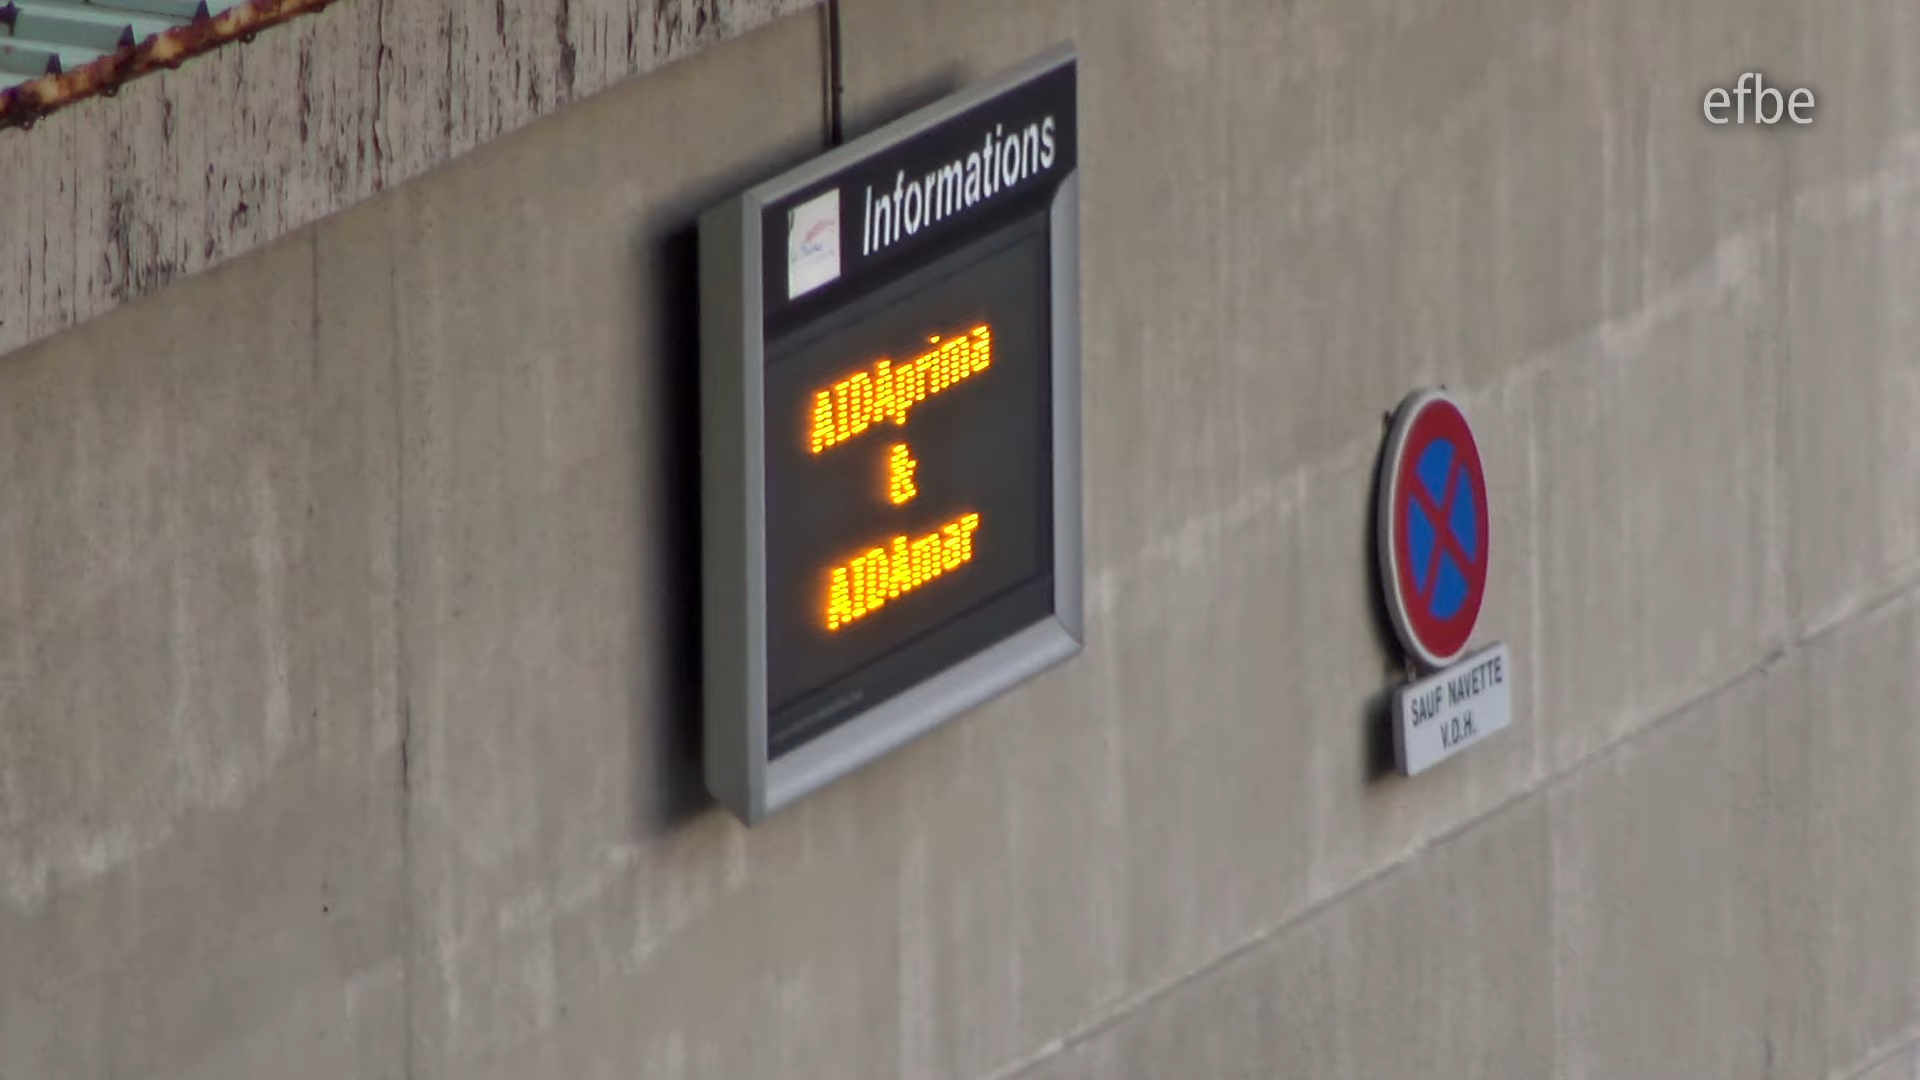 efbe
Informations
AIDAprima
&
AIDAmar
SAUF NAVETTE
V.D.H.